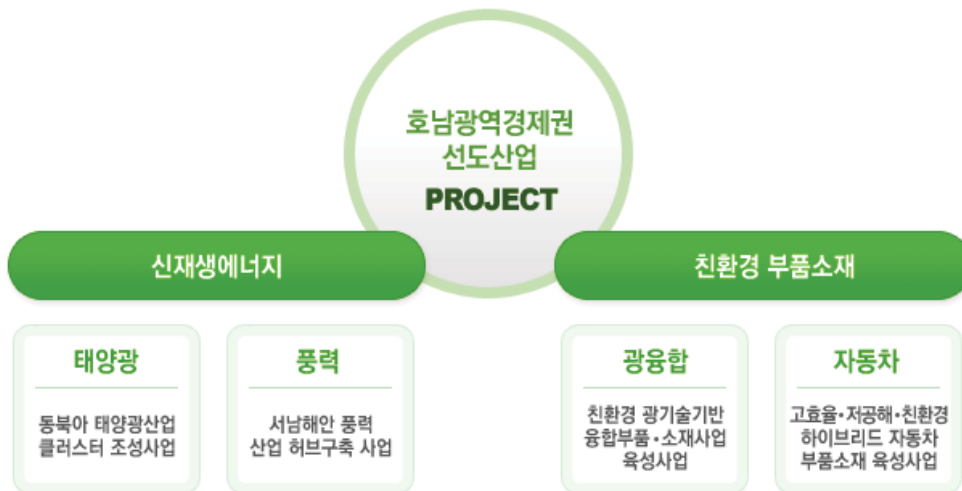 호남광역경제권
선도산업
PROJECT
신재생에너지
친환경 부품소재
태양광
동북아 태양광산업
클러스터 조성사업
풍력
서남해안 풍력
산업 허브구축 사업
광융합
친환경 광기술기반
융합부품·소재사업
육성사업
자동차
고효율·저공해·친환경
하이브리드 자동차
부품소재 육성사업